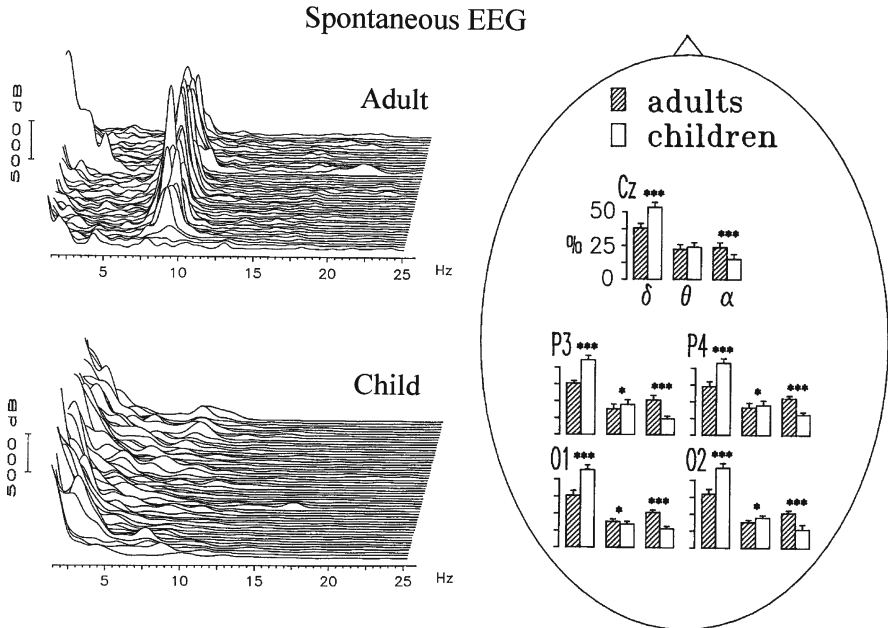 Spontaneous EEG
Adult
5000 dB
5 10 15 20 25 Hz
Child
5000 dB
5 10 15 20 25 Hz
adults
children
Cz
***
***
50
% 25
0
δ θ α
P3 ***
* ***
P4 ***
* ***
O1 ***
* ***
O2 ***
* ***